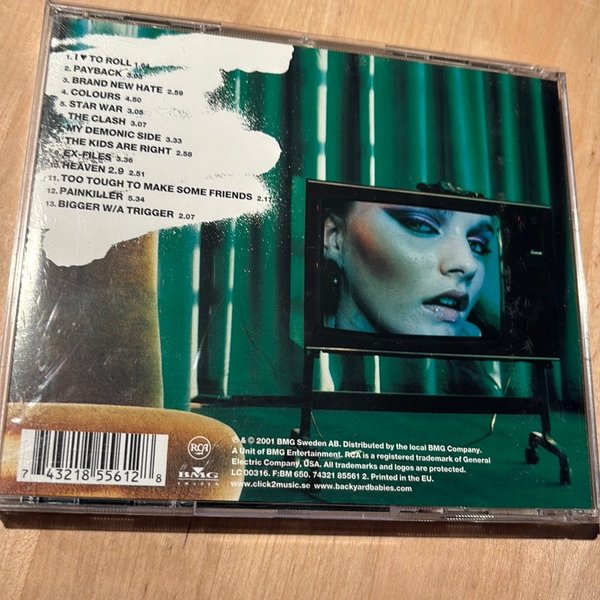 1. I ♥ TO ROLL 1.04
2. PAYBACK 3.03
3. BRAND NEW HATE 2.59
4. COLOURS 4.50
5. STAR WAR 3.05
6. THE CLASH 3.07
7. MY DEMONIC SIDE 3.33
8. THE KIDS ARE RIGHT 2.58
9. EX-FILES 3.36
10. HEAVEN 2.9 2.51
11. TOO TOUGH TO MAKE SOME FRIENDS 2.17
12. PAINKILLER 5.34
13. BIGGER W/A TRIGGER 2.07
7 43218 55612 8
RCA
BMG
℗ & © 2001 BMG Sweden AB. Distributed by the local BMG Company.
A Unit of BMG Entertainment. RCA is a registered trademark of General
Electric Company, USA. All trademarks and logos are protected.
LC 00316. F:BM 650. 74321 85561 2. Printed in the EU.
www.click2music.se www.backyardbabies.com